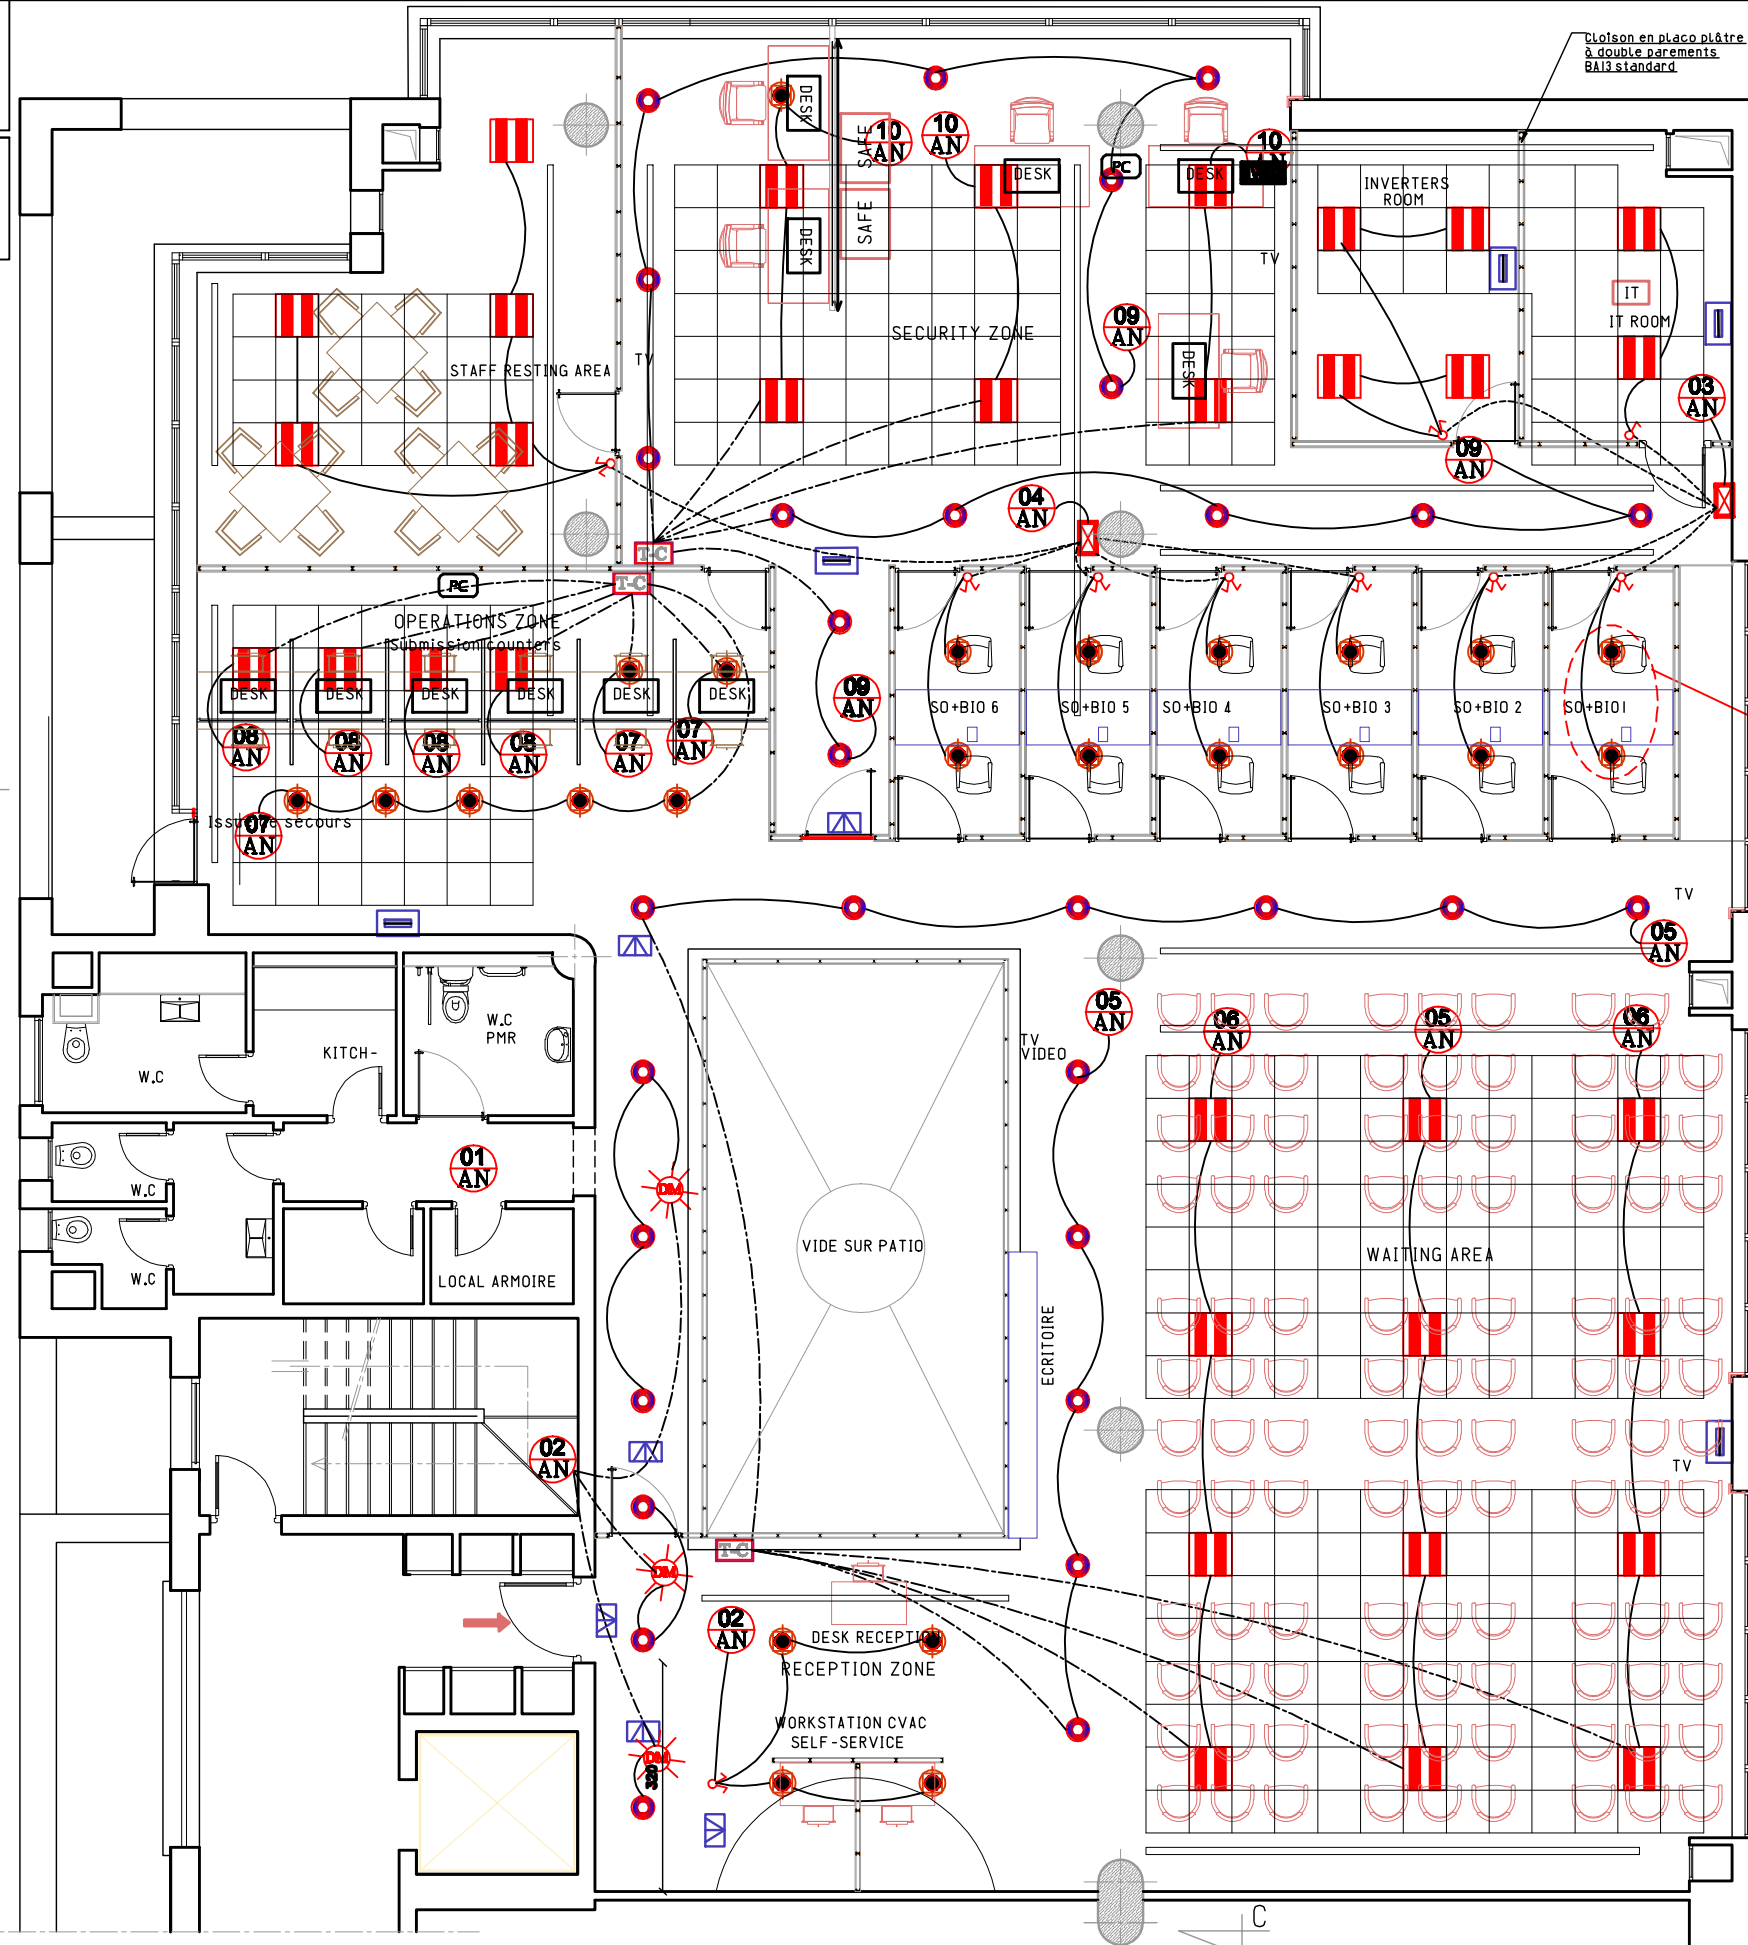 Cloison en placo plâtre
à double parements
BA13 standard
DESK
SAFE
10
AN
10
AN
10
AN
PC
DESK
DESK
INVERTERS
ROOM
SAFE
DESK
TV
IT
IT ROOM
09
AN
SECURITY ZONE
TV
STAFF RESTING AREA
DESK
03
AN
09
AN
04
AN
T-C
T-C
PC
OPERATIONS ZONE
Submission counters
DESK
DESK
DESK
DESK
DESK
DESK
09
AN
SO+BIO 6
SO+BIO 5
SO+BIO 4
SO+BIO 3
SO+BIO 2
SO+BIO1
08
AN
08
AN
08
AN
08
AN
07
AN
07
AN
07
AN
Issue de secours
TV
05
AN
05
AN
06
AN
05
AN
06
AN
TV
VIDEO
W.C
PMR
KITCH-
W.C
01
AN
W.C
DM
W.C
LOCAL ARMOIRE
VIDE SUR PATIO
WAITING AREA
ECRITOIRE
02
AN
TV
T-C
DM
02
AN
DESK RECEPTION
RECEPTION ZONE
WORKSTATION CVAC
SELF-SERVICE
DM
320
C